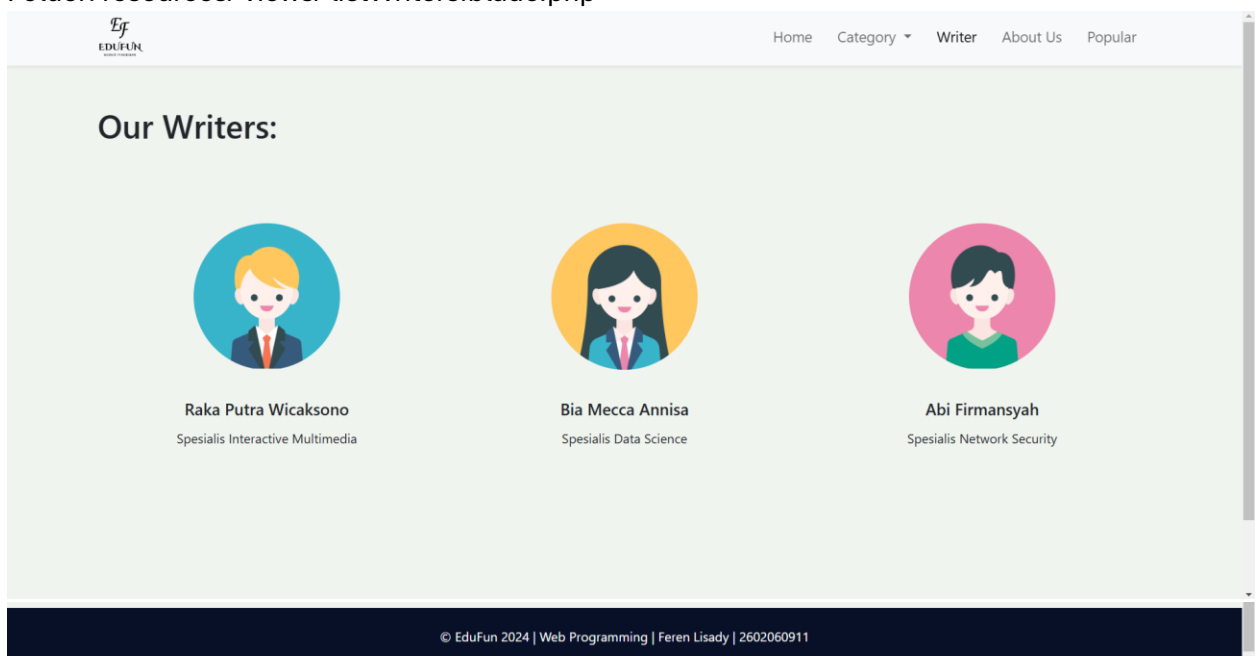 EF
EDUFUN
Home Category Writer About Us Popular
Our Writers:
Raka Putra Wicaksono Bia Mecca Annisa Abi Firmansyah
Spesialis Interactive Multimedia Spesialis Data Science Spesialis Network Security
© EduFun 2024 | Web Programming | Feren Lisady | 2602060911